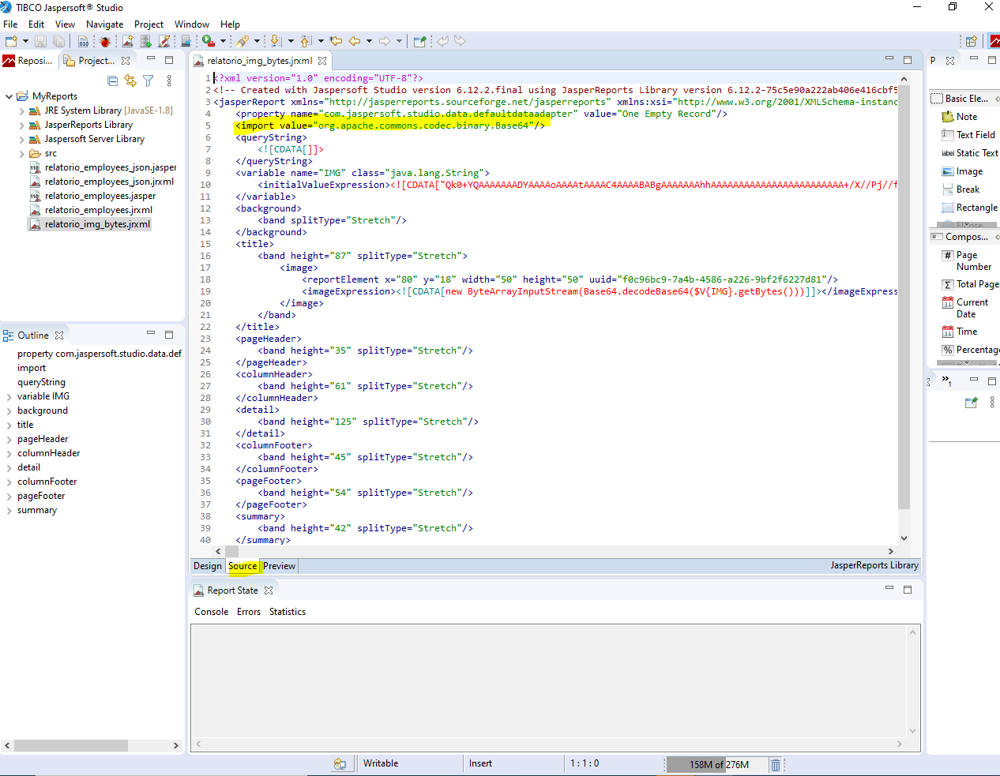 TIBCO Jaspersoft® Studio
File Edit View Navigate Project Window Help
Reposi... Project...
MyReports
JRE System Library [JavaSE-1.8]
JasperReports Library
Jaspersoft Server Library
src
relatorio_employees_json.jasper
relatorio_employees_json.jrxml
relatorio_employees.jasper
relatorio_employees.jrxml
relatorio_img_bytes.jrxml
Outline
property com.jaspersoft.studio.data.def
import
queryString
variable IMG
background
title
pageHeader
columnHeader
detail
columnFooter
pageFooter
summary
relatorio_img_bytes.jrxml
1 <?xml version="1.0" encoding="UTF-8"?>
2 <!-- Created with Jaspersoft Studio version 6.12.2.final using JasperReports Library version 6.12.2-75c5e90a222ab406e416cbf5
3 <jasperReport xmlns="http://jasperreports.sourceforge.net/jasperreports" xmlns:xsi="http://www.w3.org/2001/XMLSchema-instanc
4 <property name="com.jaspersoft.studio.data.defaultdataadapter" value="One Empty Record"/>
5 <import value="org.apache.commons.codec.binary.Base64"/>
6 <queryString>
7 <![CDATA[]]>
8 </queryString>
9 <variable name="IMG" class="java.lang.String">
10 <initialValueExpression><![CDATA["Qk0+YQAAAAAAADYAAAAoAAAAtAAAAC4AAAABABgAAAAAAAhhAAAAAAAAAAAAAAAAAAAAAAAA+/X//Pj//f
11 </variable>
12 <background>
13 <band splitType="Stretch"/>
14 </background>
15 <title>
16 <band height="87" splitType="Stretch">
17 <image>
18 <reportElement x="80" y="18" width="50" height="50" uuid="f0c96bc9-7a4b-4586-a226-9bf2f6227d81"/>
19 <imageExpression><![CDATA[new ByteArrayInputStream(Base64.decodeBase64($V{IMG}.getBytes()))]]></imageExpress
20 </image>
21 </band>
22 </title>
23 <pageHeader>
24 <band height="35" splitType="Stretch"/>
25 </pageHeader>
26 <columnHeader>
27 <band height="61" splitType="Stretch"/>
28 </columnHeader>
29 <detail>
30 <band height="125" splitType="Stretch"/>
31 </detail>
32 <columnFooter>
33 <band height="45" splitType="Stretch"/>
34 </columnFooter>
35 <pageFooter>
36 <band height="54" splitType="Stretch"/>
37 </pageFooter>
38 <summary>
39 <band height="42" splitType="Stretch"/>
40 </summary>
Design Source Preview
JasperReports Library
Report State
Console Errors Statistics
P
Basic Ele...
Note
Text Field
label Static Text
Image
Break
Rectangle
Compos...
# Page
Number
Total Page
Current
Date
Time
% Percentag
Writable
Insert
1 : 1 : 0
158M of 276M